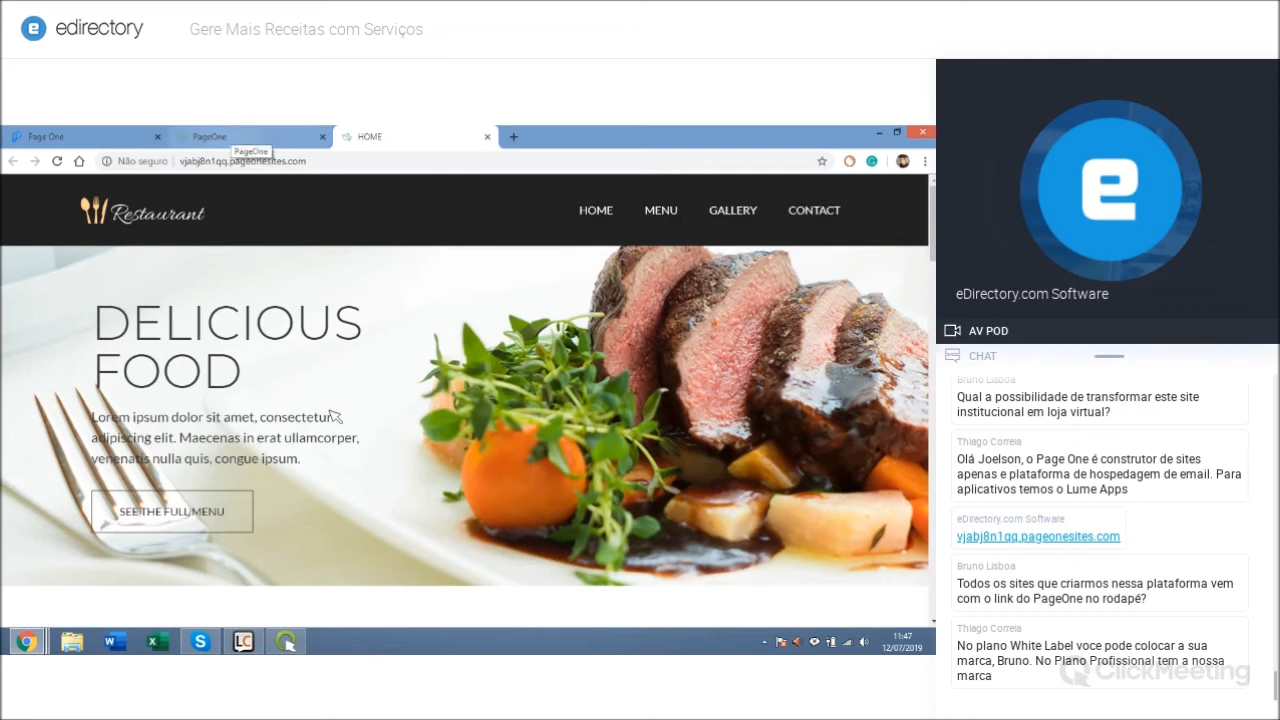 edirectory
Gere Mais Receitas com Serviços
Page One
PageOne
HOME
PageOne
Não seguro
vjabj8n1qq.pageonesites.com
Restaurant
HOME
MENU
GALLERY
CONTACT
DELICIOUS
FOOD
Lorem ipsum dolor sit amet, consectetur
adipiscing elit. Maecenas in erat ullamcorper,
venenatis nulla quis, congue ipsum.
SEE THE FULL MENU
11:47
12/07/2019
eDirectory.com Software
AV POD
CHAT
Bruno Lisboa
Qual a possibilidade de transformar este site
institucional em loja virtual?
Thiago Correia
Olá Joelson, o Page One é construtor de sites
apenas e plataforma de hospedagem de email. Para
aplicativos temos o Lume Apps
eDirectory.com Software
vjabj8n1qq.pageonesites.com
Bruno Lisboa
Todos os sites que criarmos nessa plataforma vem
com o link do PageOne no rodapé?
Thiago Correia
No plano White Label voce pode colocar a sua
marca, Bruno. No Plano Profissional tem a nossa
marca
ClickMeeting